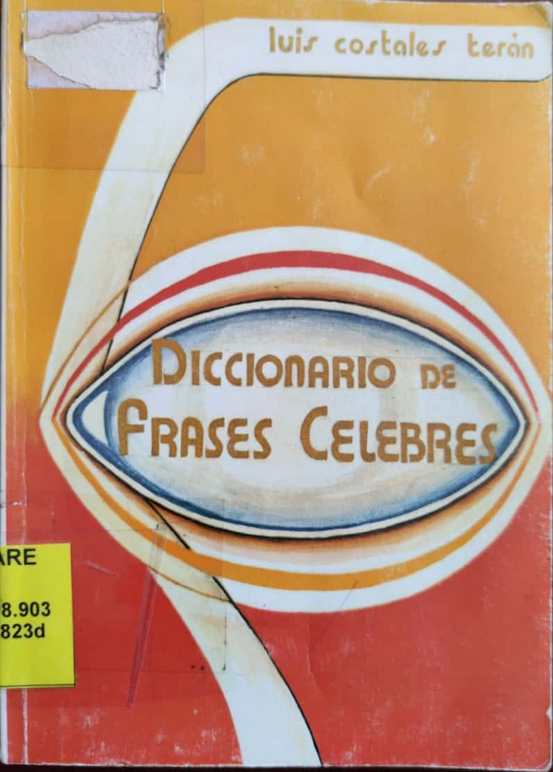 luis costales terán
DICCIONARIO DE
FRASES CELEBRES
ARE
8.903
823d